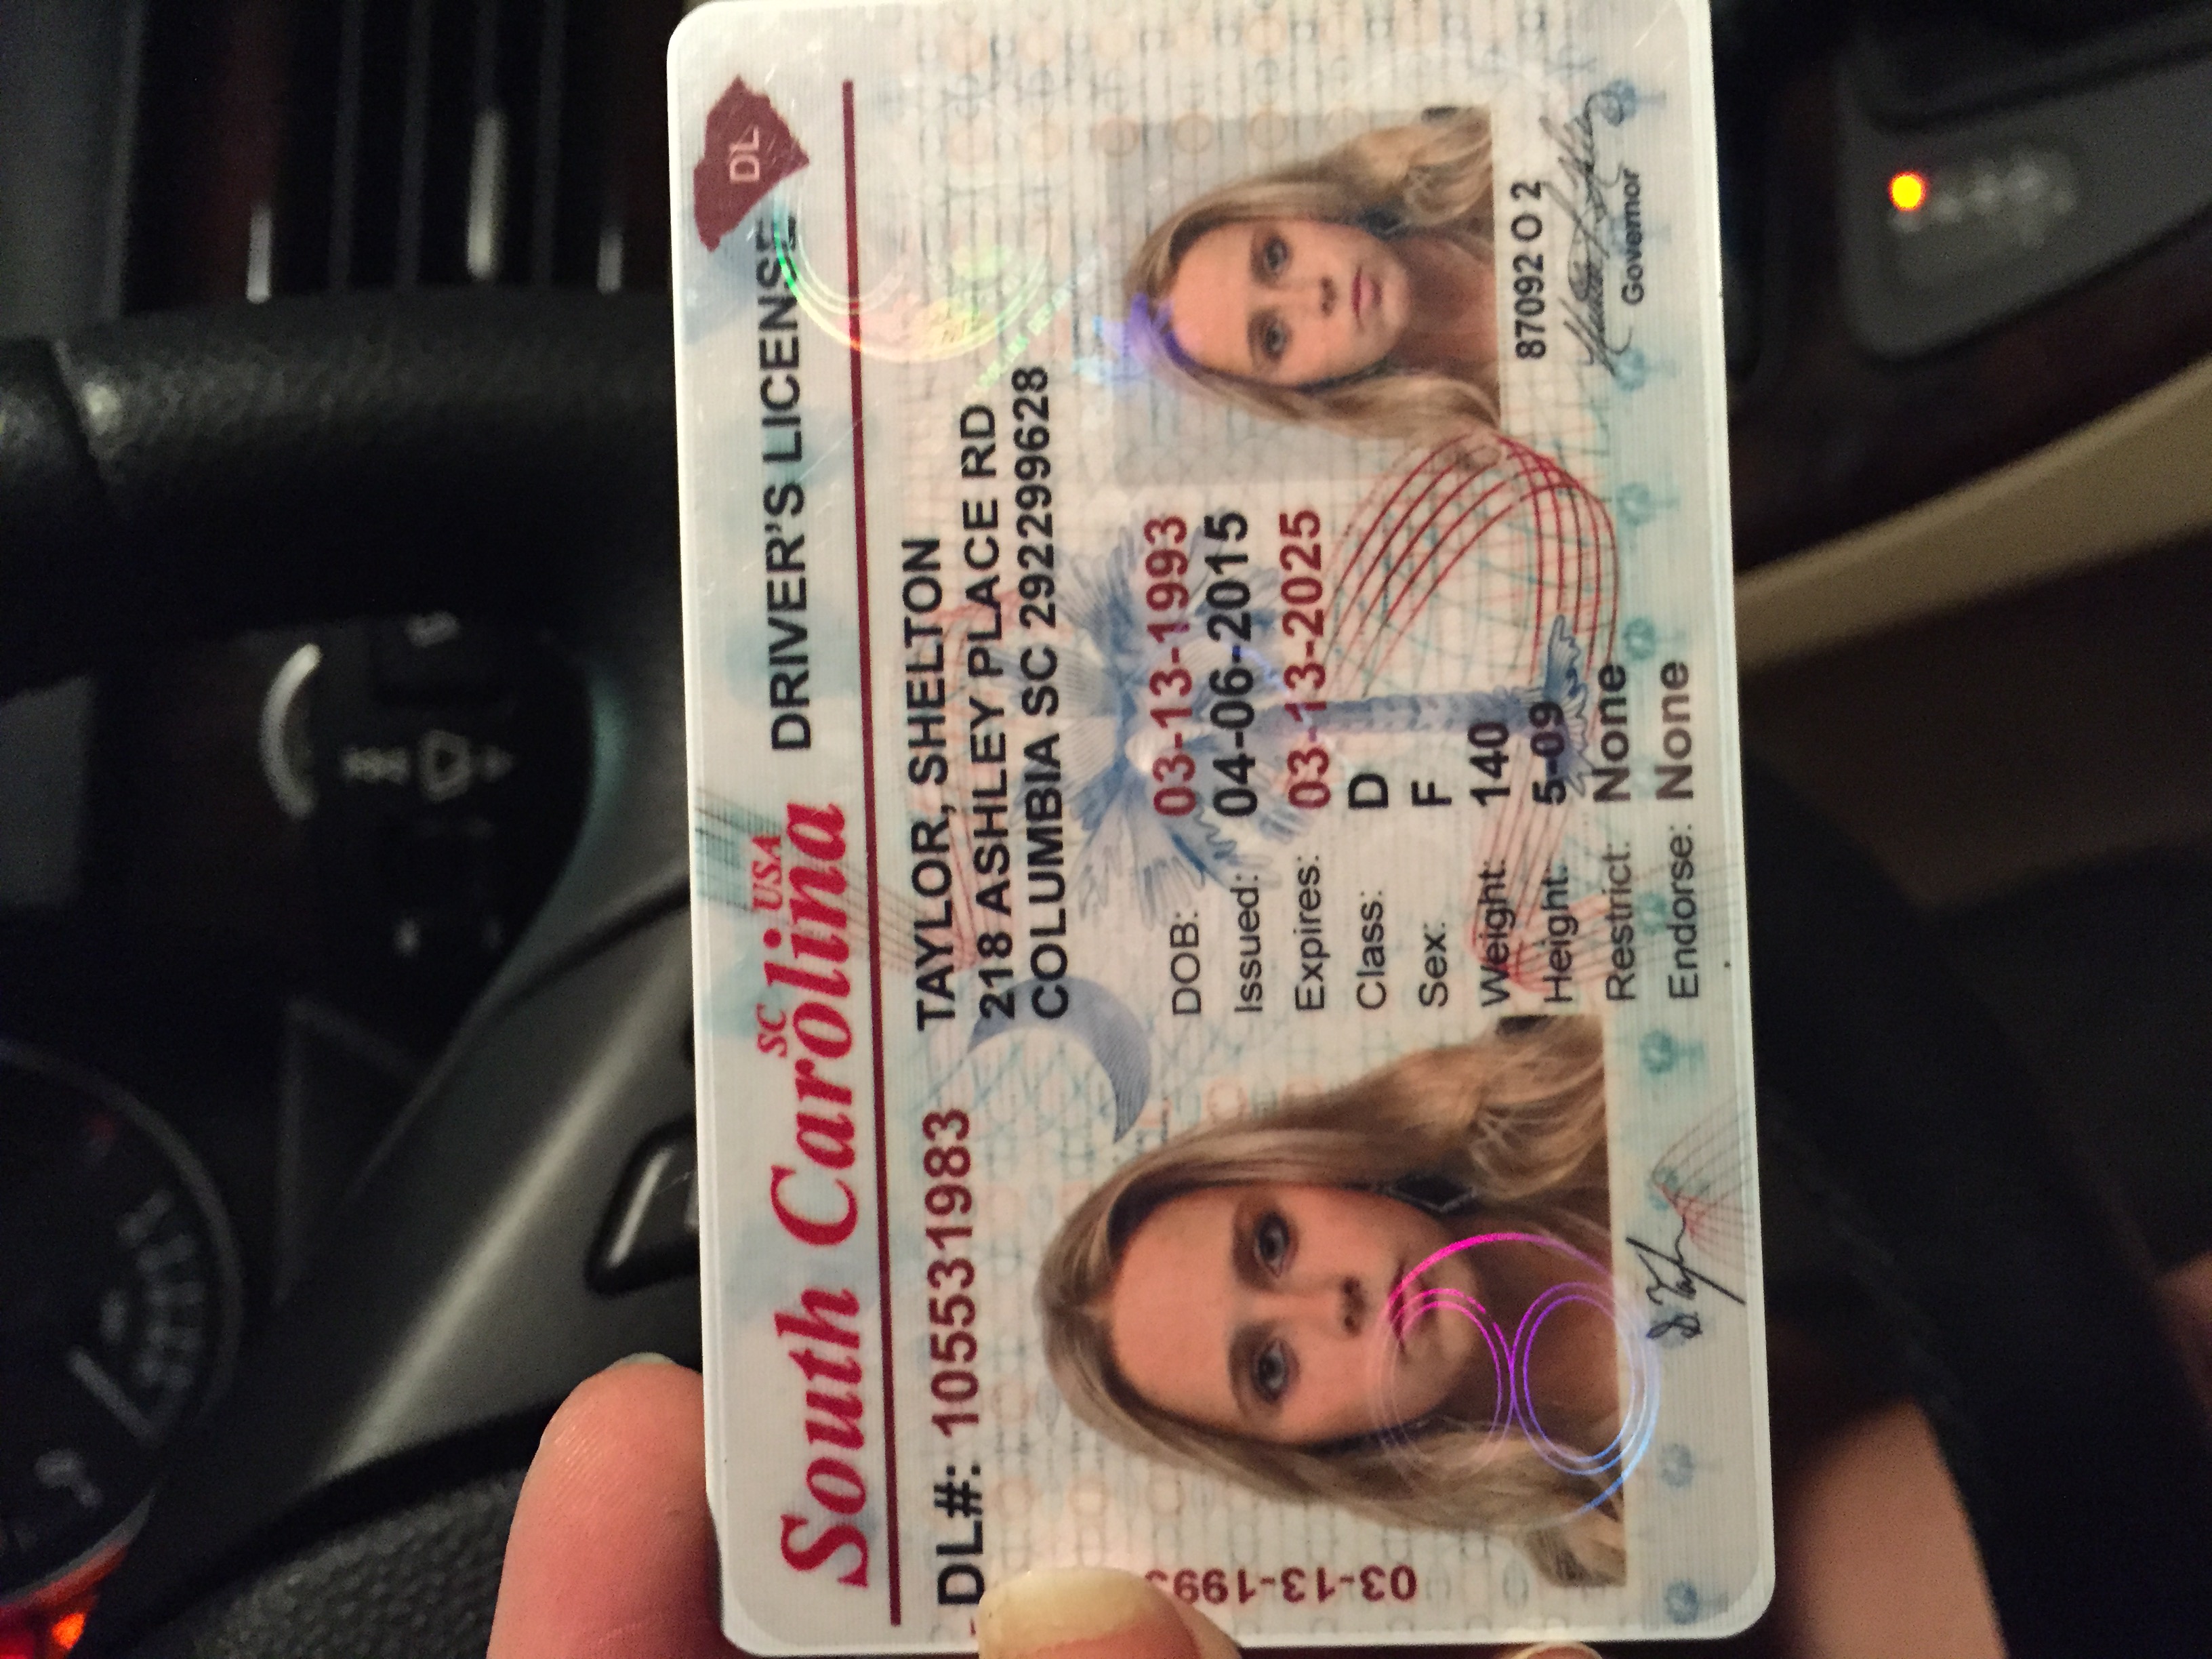 South Carolina
SC USA
DRIVER'S LICENSE
DL
DL#: 105531983
TAYLOR, SHELTON
218 ASHLEY PLACE RD
COLUMBIA SC 292299628
03-13-1993
DOB: 03-13-1993
Issued: 04-06-2015
Expires: 03-13-2025
Class: D
Sex: F
Weight: 140
Height: 5-09
Restrict: None
Endorse: None
87092 O 2
Governor